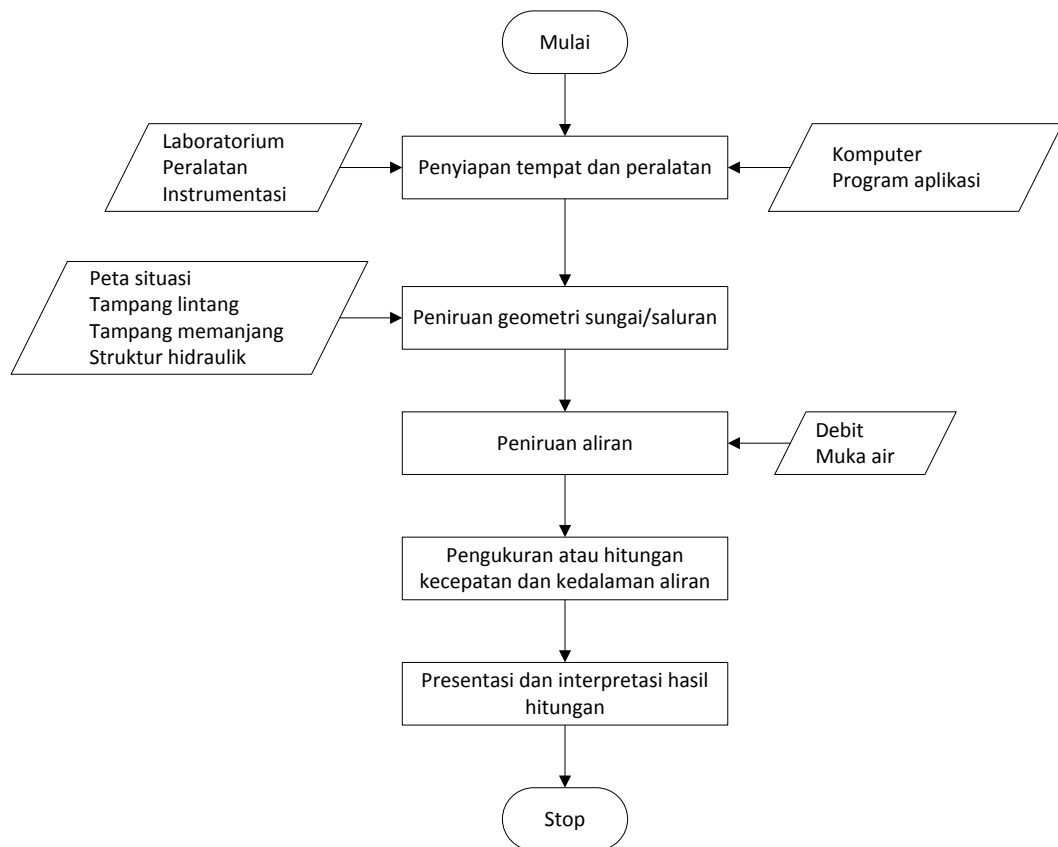 Mulai
Laboratorium
Peralatan
Instrumentasi
Penyiapan tempat dan peralatan
Komputer
Program aplikasi
Peta situasi
Tampang lintang
Tampang memanjang
Struktur hidraulik
Peniruan geometri sungai/saluran
Peniruan aliran
Debit
Muka air
Pengukuran atau hitungan
kecepatan dan kedalaman aliran
Presentasi dan interpretasi hasil
hitungan
Stop